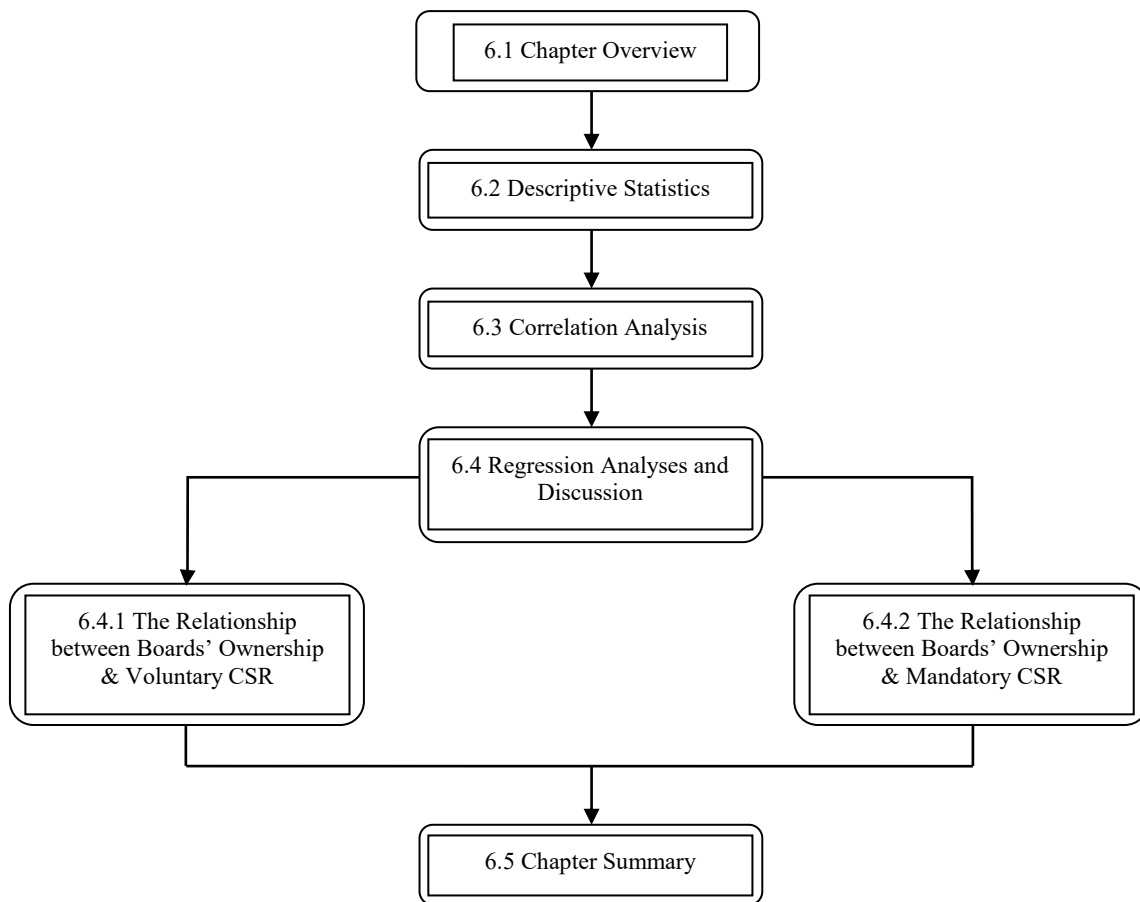 6.1 Chapter Overview
6.2 Descriptive Statistics
6.3 Correlation Analysis
6.4 Regression Analyses and
Discussion
6.4.1 The Relationship
between Boards’ Ownership
& Voluntary CSR
6.4.2 The Relationship
between Boards’ Ownership
& Mandatory CSR
6.5 Chapter Summary